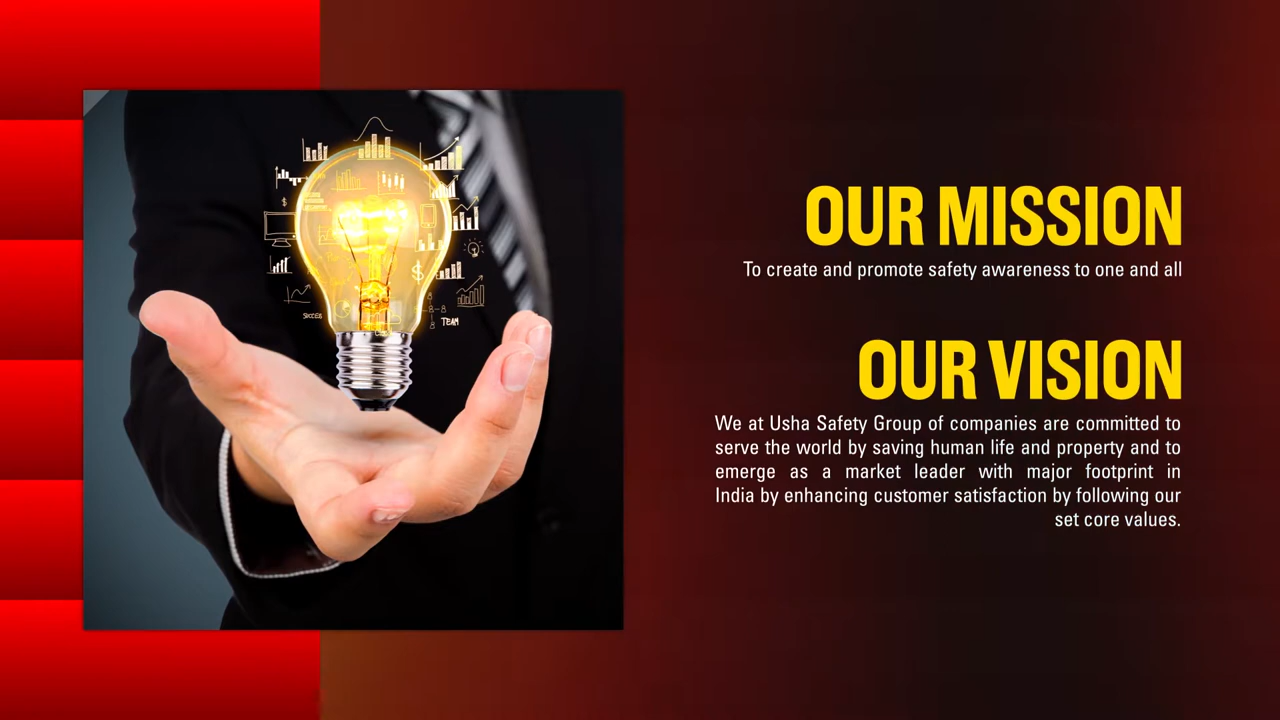 SUCCESS
TEAM
$
$
OUR MISSION
To create and promote safety awareness to one and all
OUR VISION
We at Usha Safety Group of companies are committed to
serve the world by saving human life and property and to
emerge as a market leader with major footprint in
India by enhancing customer satisfaction by following our
set core values.